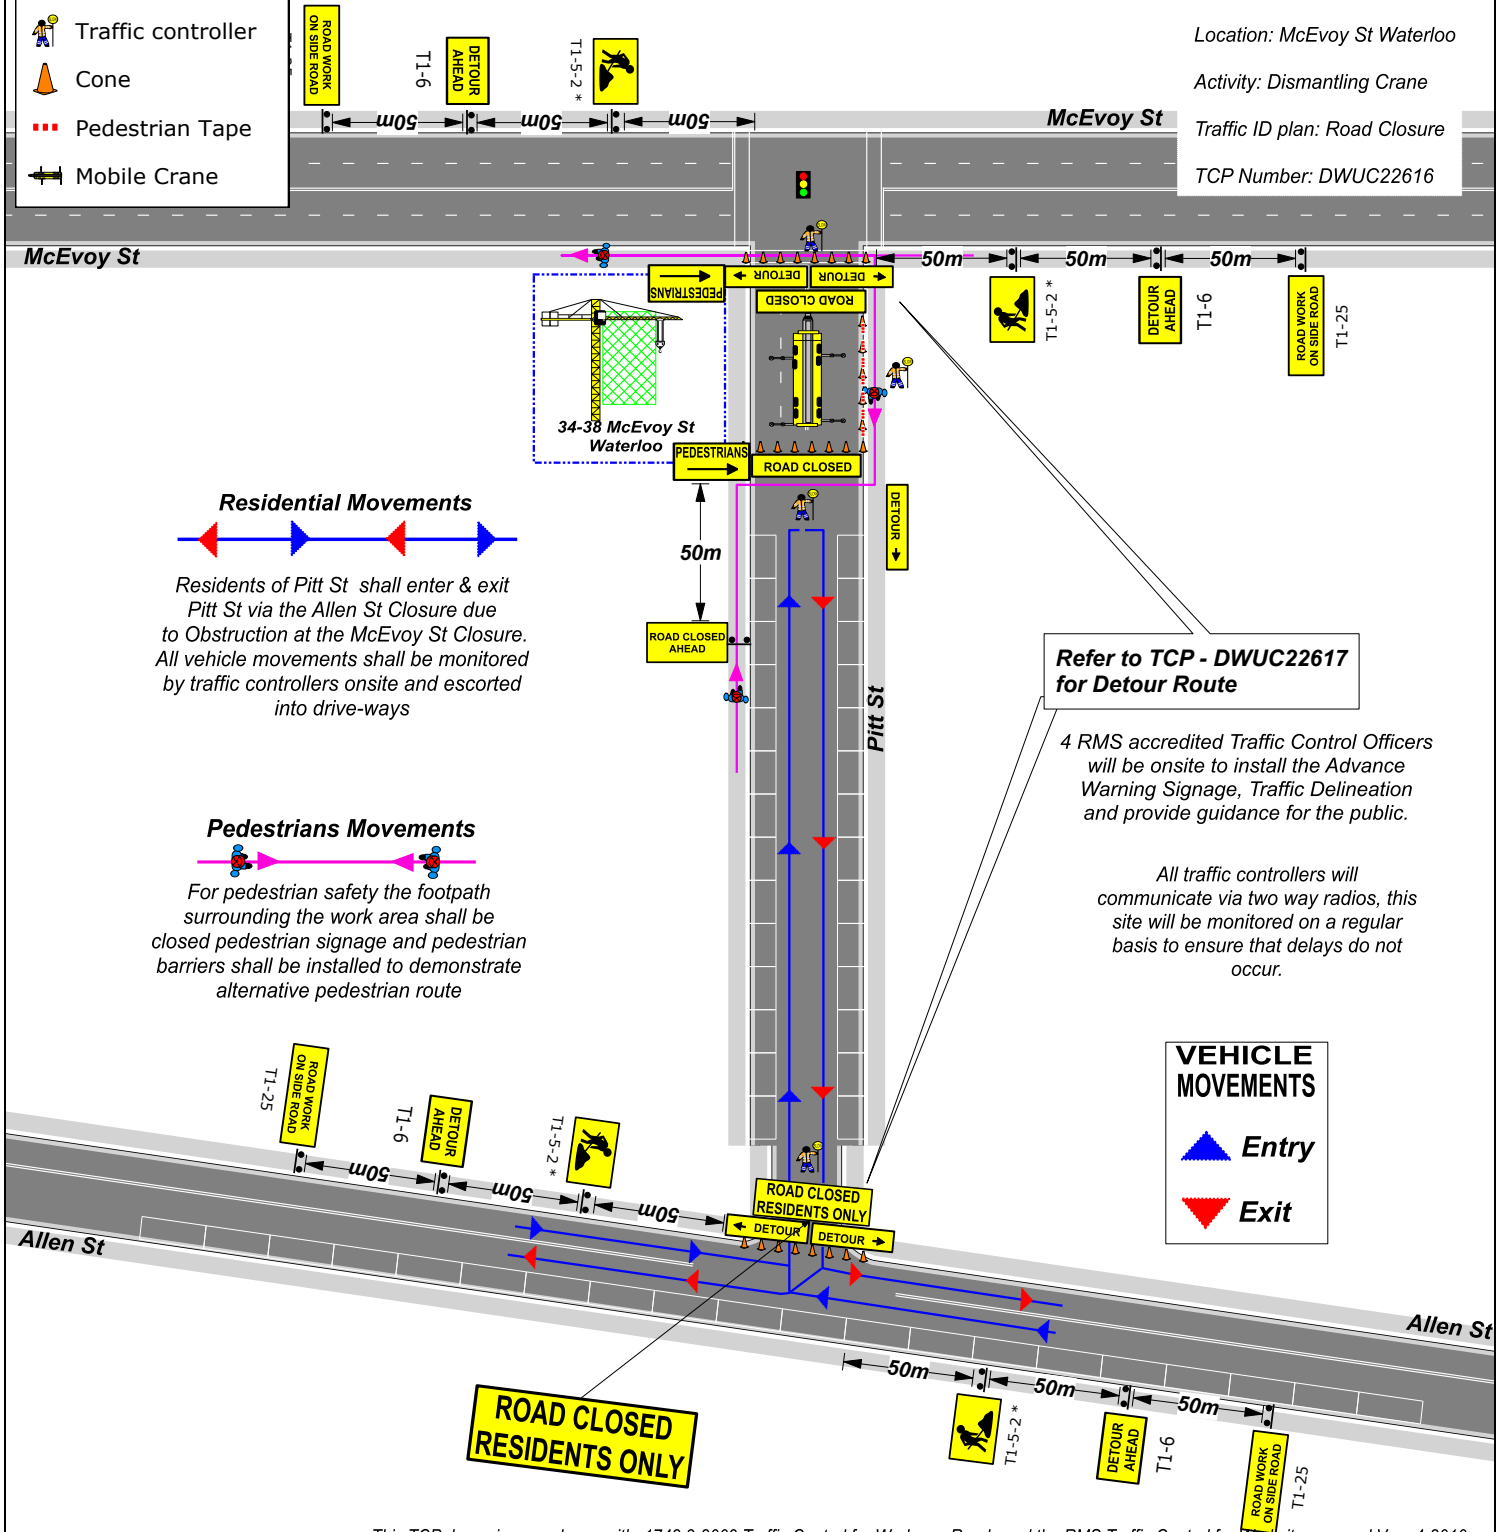 Traffic controller
Cone
Pedestrian Tape
Mobile Crane
ROAD WORK
ON SIDE ROAD
T1-6
DETOUR
AHEAD
T1-5-2 *
50m
50m
50m
McEvoy St
Location: McEvoy St Waterloo
Activity: Dismantling Crane
Traffic ID plan: Road Closure
TCP Number: DWUC22616
McEvoy St
PEDESTRIANS
DETOUR
DETOUR
ROAD CLOSED
50m
50m
50m
T1-5-2 *
DETOUR
AHEAD
T1-6
ROAD WORK
ON SIDE ROAD
T1-25
34-38 McEvoy St
Waterloo
PEDESTRIANS
ROAD CLOSED
DETOUR
50m
ROAD CLOSED
AHEAD
Pitt St
Residential Movements
Residents of Pitt St shall enter & exit
Pitt St via the Allen St Closure due
to Obstruction at the McEvoy St Closure.
All vehicle movements shall be monitored
by traffic controllers onsite and escorted
into drive-ways
Refer to TCP - DWUC22617
for Detour Route
4 RMS accredited Traffic Control Officers
will be onsite to install the Advance
Warning Signage, Traffic Delineation
and provide guidance for the public.
All traffic controllers will
communicate via two way radios, this
site will be monitored on a regular
basis to ensure that delays do not
occur.
Pedestrians Movements
For pedestrian safety the footpath
surrounding the work area shall be
closed pedestrian signage and pedestrian
barriers shall be installed to demonstrate
alternative pedestrian route
VEHICLE
MOVEMENTS
Entry
Exit
T1-25
ROAD WORK
ON SIDE ROAD
T1-6
DETOUR
AHEAD
T1-5-2 *
50m
50m
50m
ROAD CLOSED
RESIDENTS ONLY
DETOUR
DETOUR
Allen St
Allen St
50m
50m
50m
T1-5-2 *
DETOUR
AHEAD
T1-6
ROAD WORK
ON SIDE ROAD
T1-25
ROAD CLOSED
RESIDENTS ONLY